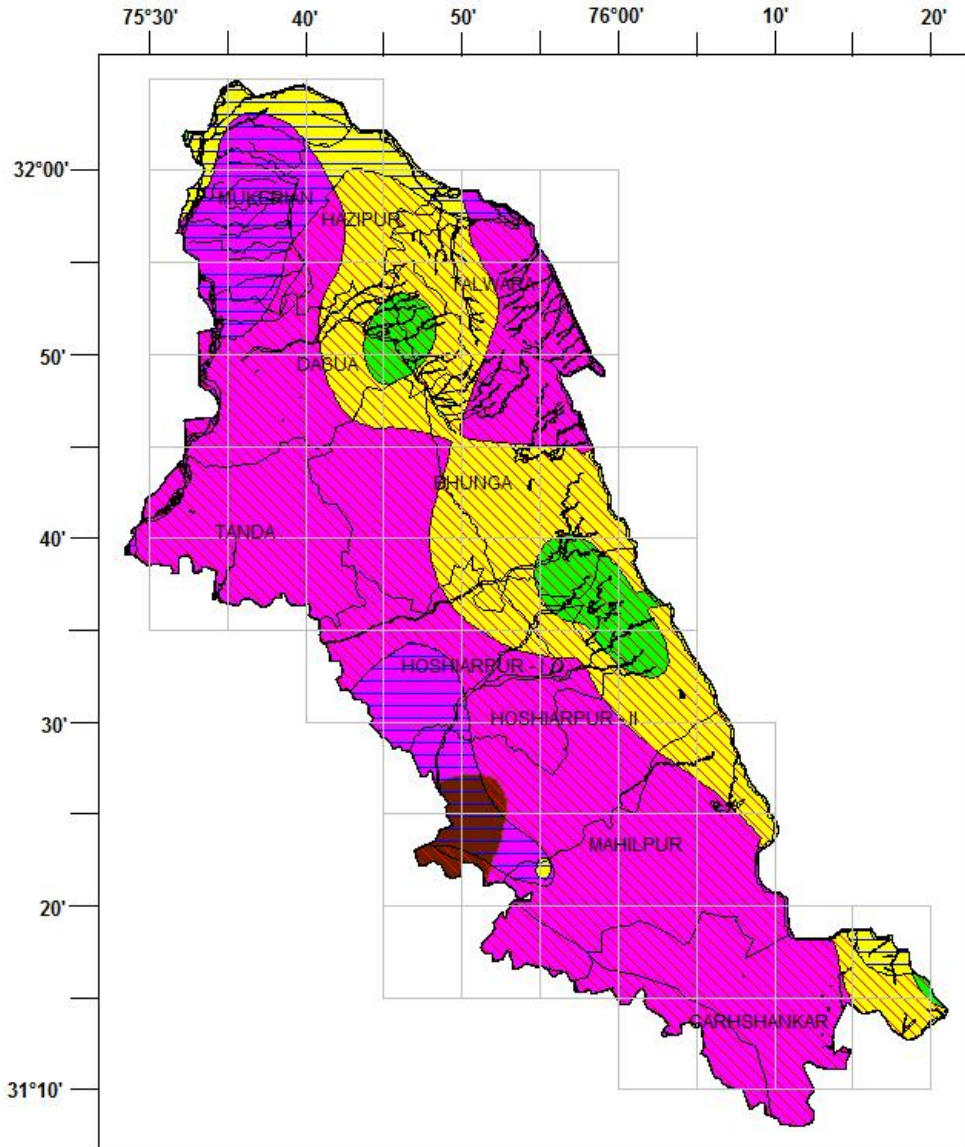 75°30' 40' 50' 76°00' 10' 20'
32°00'
MUKERIAN
HAZIPUR
TALWARA
50'
DASUA
BHUNGA
40'
TANDA
HOSHIARPUR - I
30'
HOSHIARPUR - II
MAHILPUR
20'
GARHSHANKAR
31°10'